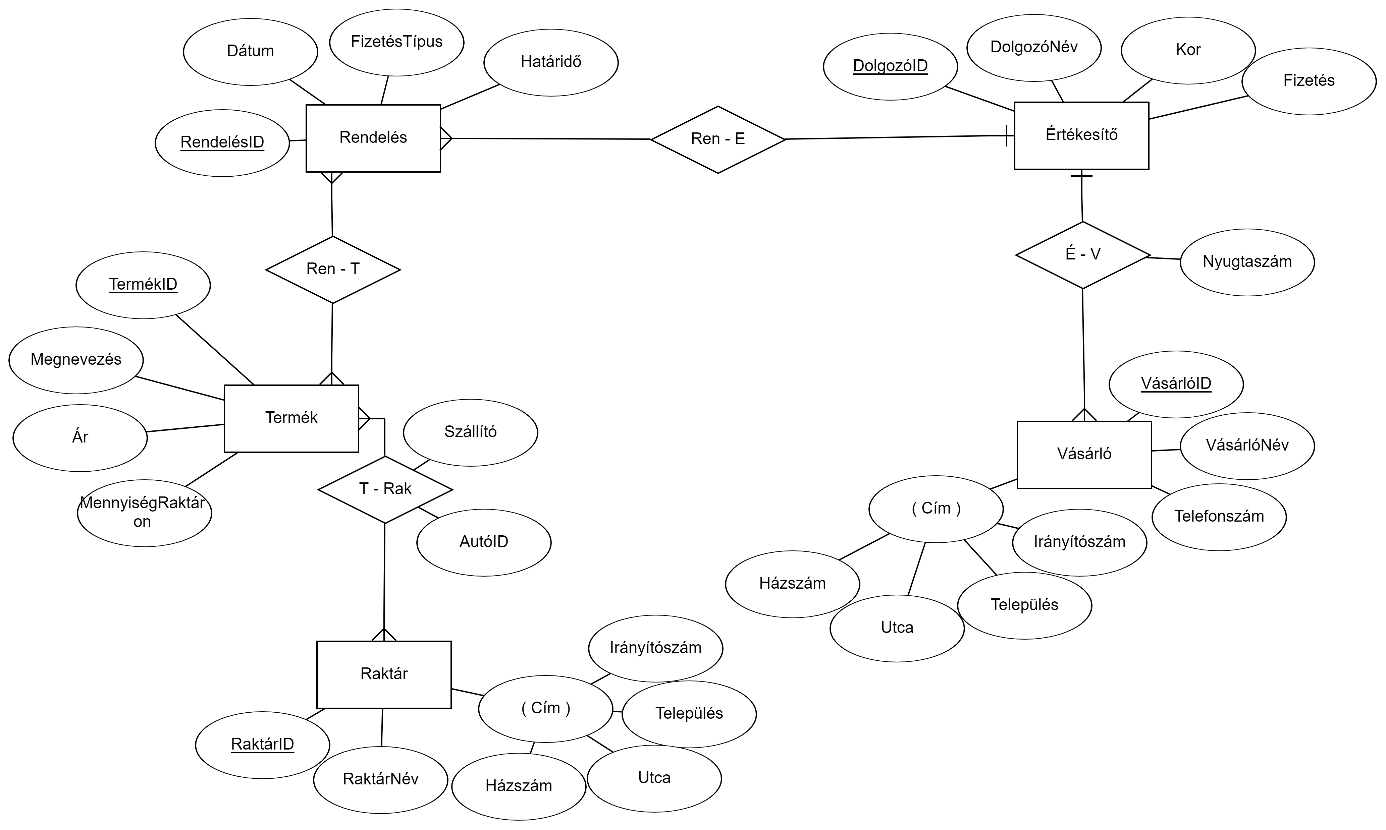 FizetésTípus
Dátum
Határidő
RendelésID
Rendelés
Ren - E
DolgozóID
DolgozóNév
Kor
Fizetés
Értékesítő
Ren - T
É - V
Nyugtaszám
TermékID
Megnevezés
Ár
MennyiségRaktár
on
Termék
Szállító
T - Rak
AutóID
VásárlóID
VásárlóNév
Vásárló
Telefonszám
( Cím )
Irányítószám
Házszám
Település
Utca
Raktár
RaktárID
RaktárNév
( Cím )
Irányítószám
Település
Utca
Házszám